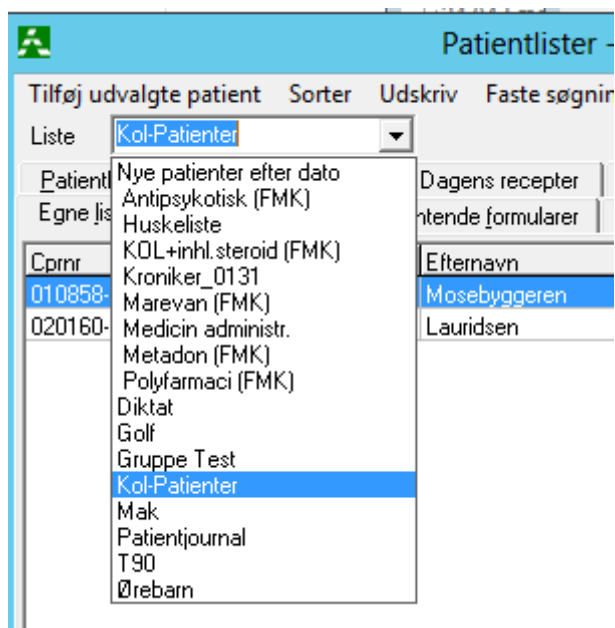 Patientlister -
Tilføj udvalgte patient Sorter Udskriv Faste søgnin
Liste Kol-Patienter
Nye patienter efter dato
Antipsykotisk (FMK)
Huskeliste
KOL+inhl.steroid (FMK)
Kroniker_0131
Marevan (FMK)
Medicin administr.
Metadon (FMK)
Polyfarmaci (FMK)
Diktat
Golf
Gruppe Test
Kol-Patienter
Mak
Patientjournal
T90
Ørebarn
Patientl Dagens recepter
Egne lis ntende formularer
Cprnr Efternavn
010858- Mosebyggeren
020160- Lauridsen